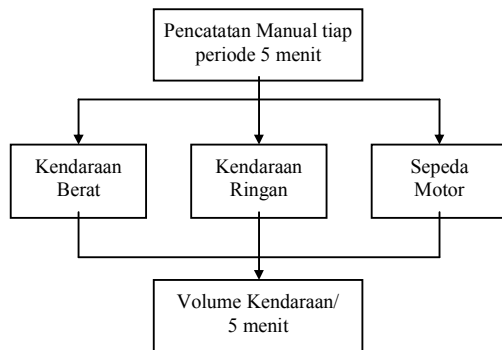 Pencatatan Manual tiap
periode 5 menit
Kendaraan
Berat
Kendaraan
Ringan
Sepeda
Motor
Volume Kendaraan/
5 menit